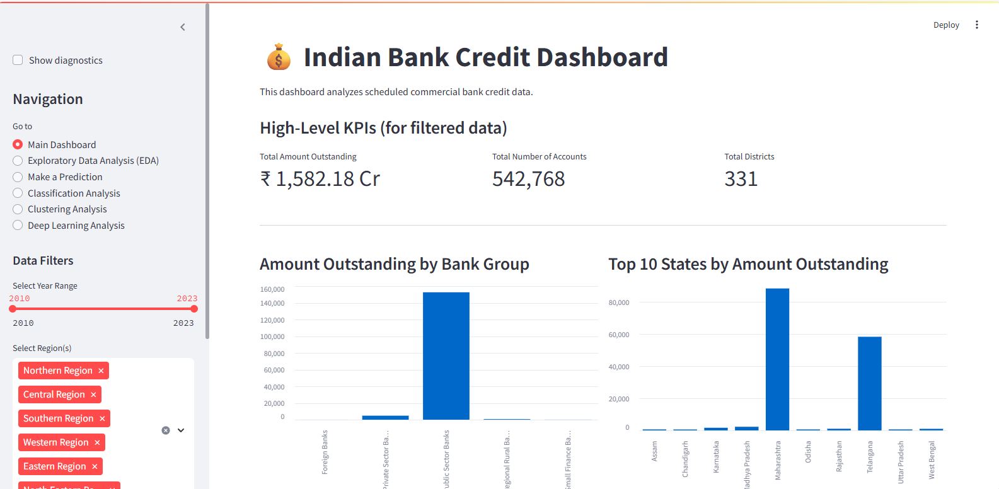 Show diagnostics
Navigation
Go to
Main Dashboard
Exploratory Data Analysis (EDA)
Make a Prediction
Classification Analysis
Clustering Analysis
Deep Learning Analysis
Data Filters
Select Year Range
2010 2023
2010 2023
Select Region(s)
Northern Region ×
Central Region ×
Southern Region ×
Western Region ×
Eastern Region ×
Deploy
Indian Bank Credit Dashboard
This dashboard analyzes scheduled commercial bank credit data.
High-Level KPIs (for filtered data)
Total Amount Outstanding
₹ 1,582.18 Cr
Total Number of Accounts
542,768
Total Districts
331
Amount Outstanding by Bank Group
160,000
140,000
120,000
100,000
80,000
60,000
40,000
20,000
0
Foreign Banks
Private Sector Ba...
Public Sector Banks
Regional Rural Ba...
Small Finance Ba...
Top 10 States by Amount Outstanding
80,000
60,000
40,000
20,000
0
Assam
Chandigarh
Karnataka
Madhya Pradesh
Maharashtra
Odisha
Rajasthan
Telangana
Uttar Pradesh
West Bengal